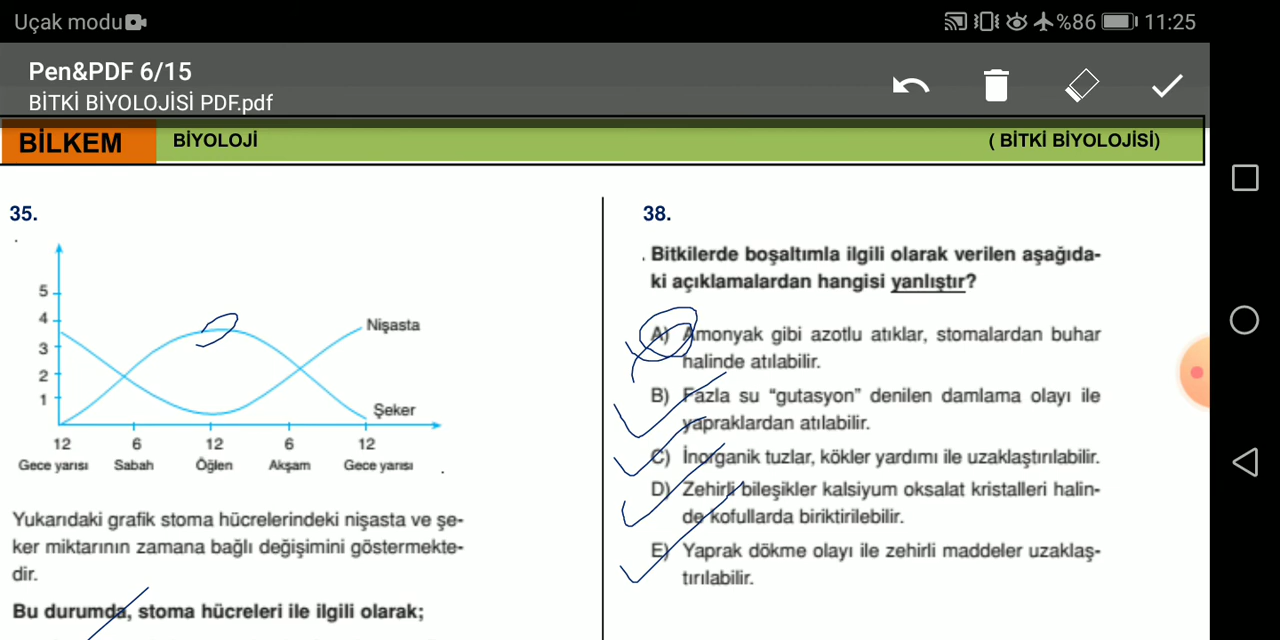 Uçak modu
%86 11:25
Pen&PDF 6/15
BİTKİ BİYOLOJİSİ PDF.pdf
BİLKEM BİYOLOJİ ( BİTKİ BİYOLOJİSİ)
35.
5
4
3
2
1
Nişasta
Şeker
12 6 12 6 12
Gece yarısı Sabah Öğlen Akşam Gece yarısı
Yukarıdaki grafik stoma hücrelerindeki nişasta ve şe-
ker miktarının zamana bağlı değişimini göstermekte-
dir.
Bu durumda, stoma hücreleri ile ilgili olarak;
38.
. Bitkilerde boşaltımla ilgili olarak verilen aşağıda-
ki açıklamalardan hangisi yanlıştır?
A) Amonyak gibi azotlu atıklar, stomalardan buhar
halinde atılabilir.
B) Fazla su “gutasyon” denilen damlama olayı ile
yapraklardan atılabilir.
C) İnorganik tuzlar, kökler yardımı ile uzaklaştırılabilir.
D) Zehirli bileşikler kalsiyum oksalat kristalleri halin-
de kofullarda biriktirilebilir.
E) Yaprak dökme olayı ile zehirli maddeler uzaklaş-
tırılabilir.